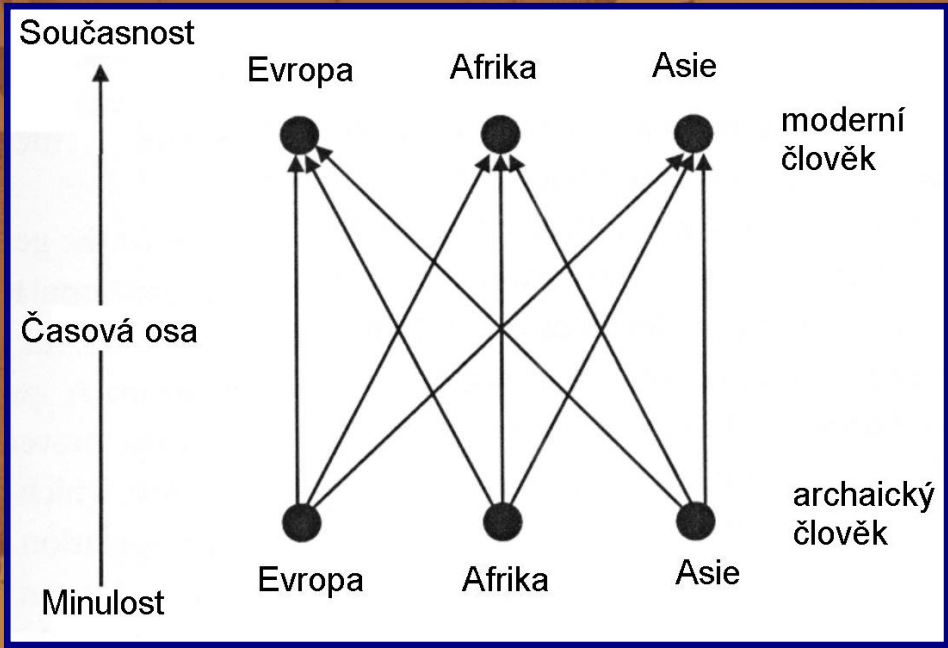 Současnost
Evropa
Afrika
Asie
moderní
člověk
Časová osa
archaický
člověk
Evropa
Afrika
Asie
Minulost